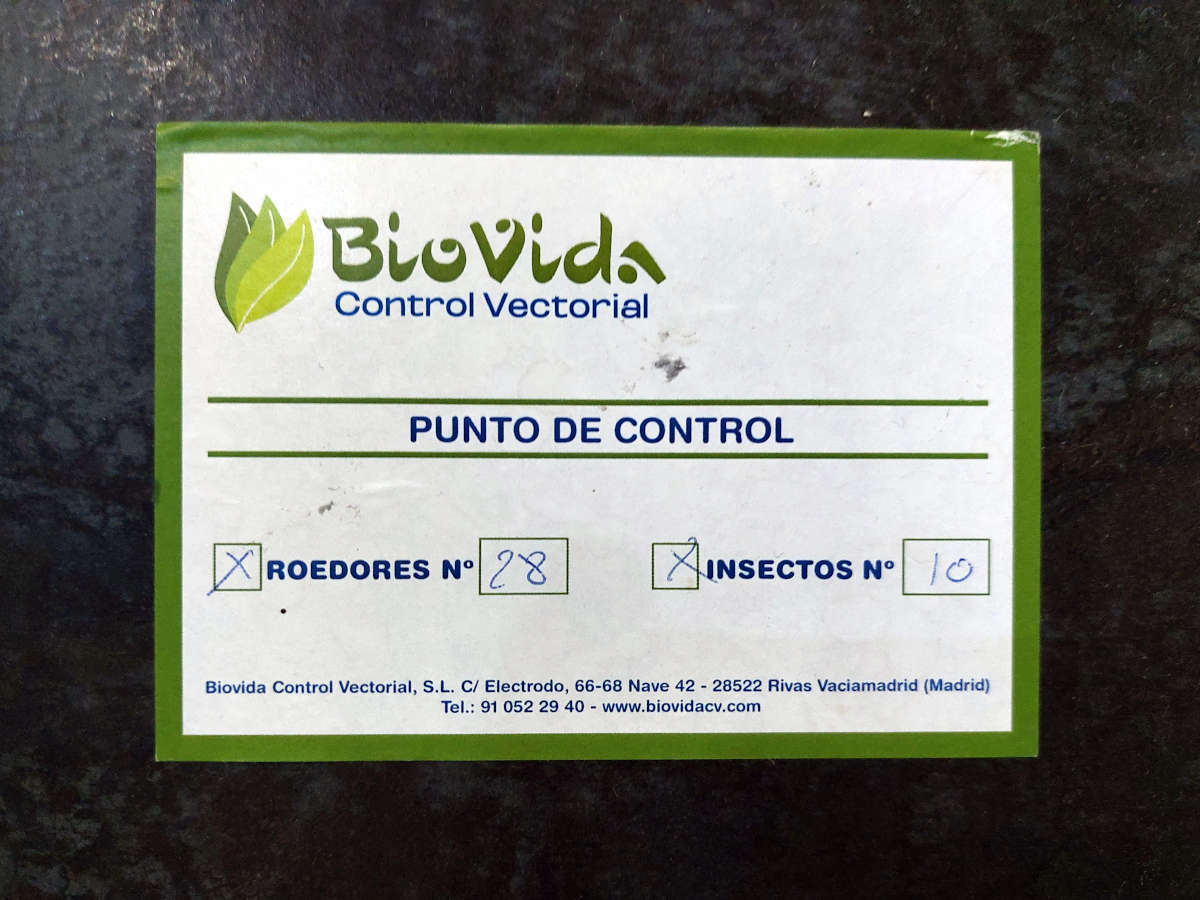 BioVida
Control Vectorial
PUNTO DE CONTROL
X ROEDORES Nº 28 X INSECTOS Nº 10
Biovida Control Vectorial, S.L. C/ Electrodo, 66-68 Nave 42 - 28522 Rivas Vaciamadrid (Madrid)
Tel.: 91 052 29 40 - www.biovidacv.com